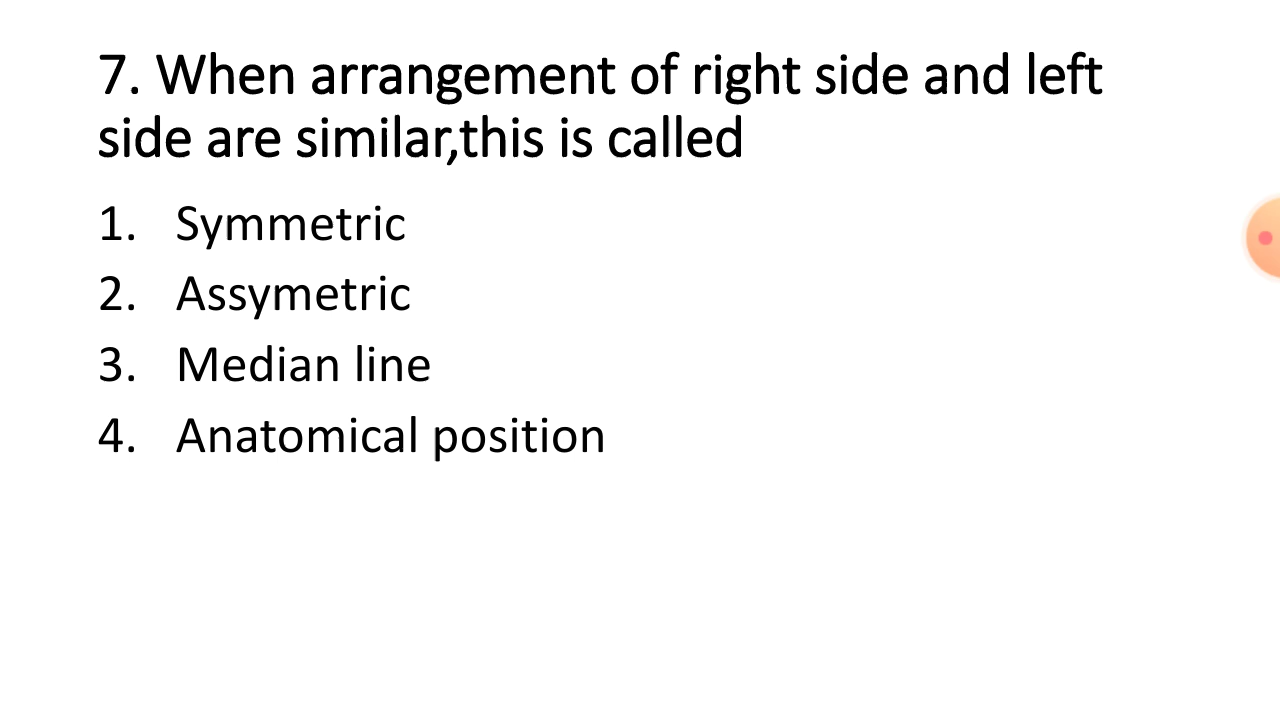 7. When arrangement of right side and left
side are similar,this is called
1. Symmetric
2. Assymetric
3. Median line
4. Anatomical position